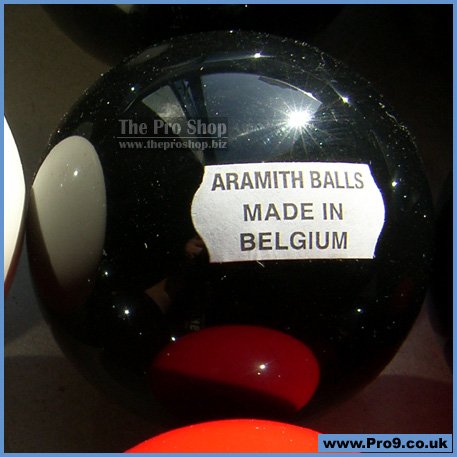 The Pro Shop
www.theproshop.biz
ARAMITH BALLS
MADE IN
BELGIUM
www.Pro9.co.uk